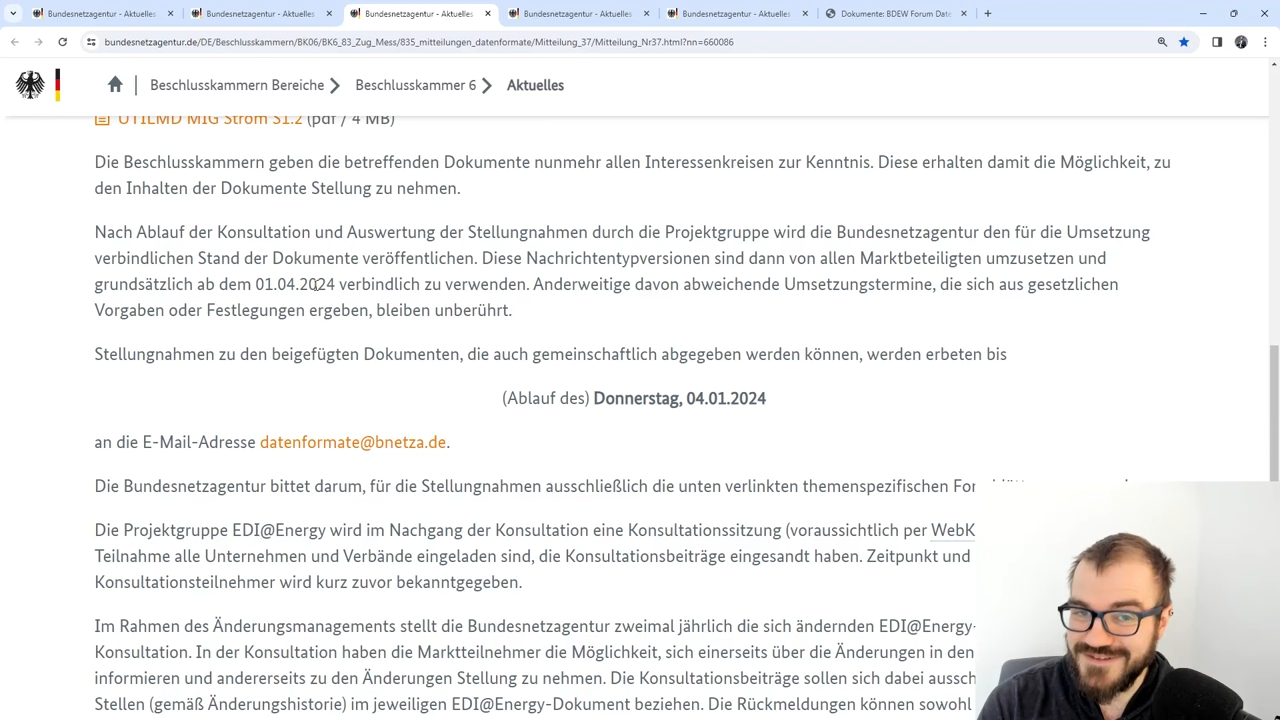 Bundesnetzagentur - Aktuelles
Bundesnetzagentur - Aktuelles
Bundesnetzagentur - Aktuelles
Bundesnetzagentur - Aktuelles
Bundesnetzagentur - Aktuelles
Dokumente: BDEW Forum Date
bundesnetzagentur.de/DE/Beschlusskammern/BK06/BK6_83_Zug_Mess/835_mitteilungen_datenformate/Mitteilung_37/Mitteilung_Nr37.html?nn=660086
Beschlusskammern Bereiche Beschlusskammer 6 Aktuelles
UTILMD MIG Strom S1.2 (pdf / 4 MB)
Die Beschlusskammern geben die betreffenden Dokumente nunmehr allen Interessenkreisen zur Kenntnis. Diese erhalten damit die Möglichkeit, zu
den Inhalten der Dokumente Stellung zu nehmen.
Nach Ablauf der Konsultation und Auswertung der Stellungnahmen durch die Projektgruppe wird die Bundesnetzagentur den für die Umsetzung
verbindlichen Stand der Dokumente veröffentlichen. Diese Nachrichtentypversionen sind dann von allen Marktbeteiligten umzusetzen und
grundsätzlich ab dem 01.04.2024 verbindlich zu verwenden. Anderweitige davon abweichende Umsetzungstermine, die sich aus gesetzlichen
Vorgaben oder Festlegungen ergeben, bleiben unberührt.
Stellungnahmen zu den beigefügten Dokumenten, die auch gemeinschaftlich abgegeben werden können, werden erbeten bis
(Ablauf des) Donnerstag, 04.01.2024
an die E-Mail-Adresse datenformate@bnetza.de.
Die Bundesnetzagentur bittet darum, für die Stellungnahmen ausschließlich die unten verlinkten themenspezifischen
Die Projektgruppe EDI@Energy wird im Nachgang der Konsultation eine Konsultationssitzung (voraussichtlich per WebK
Teilnahme alle Unternehmen und Verbände eingeladen sind, die Konsultationsbeiträge eingesandt haben. Zeitpunkt und
Konsultationsteilnehmer wird kurz zuvor bekanntgegeben.
Im Rahmen des Änderungsmanagements stellt die Bundesnetzagentur zweimal jährlich die sich ändernden EDI@Energy-
Konsultation. In der Konsultation haben die Marktteilnehmer die Möglichkeit, sich einerseits über die Änderungen in den
informieren und andererseits zu den Änderungen Stellung zu nehmen. Die Konsultationsbeiträge sollen sich dabei aussch
Stellen (gemäß Änderungshistorie) im jeweiligen EDI@Energy-Dokument beziehen. Die Rückmeldungen können sowohl